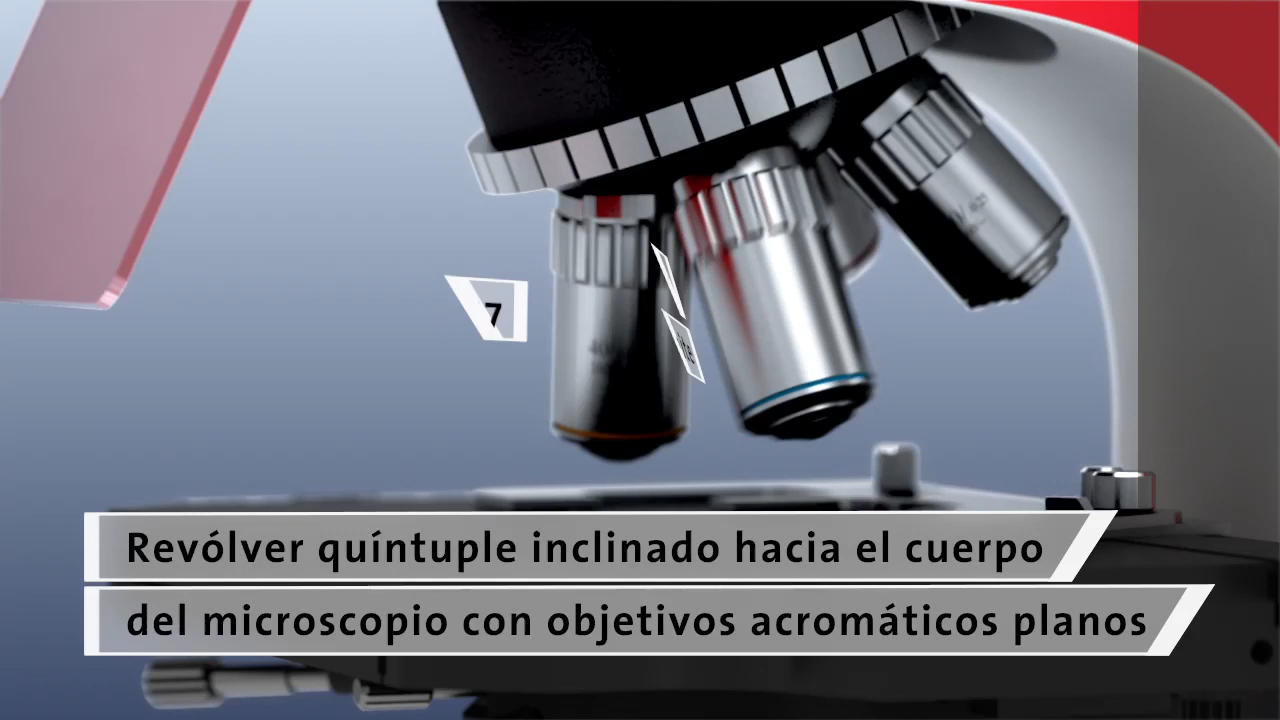 7
Revólver quíntuple inclinado hacia el cuerpo
del microscopio con objetivos acromáticos planos